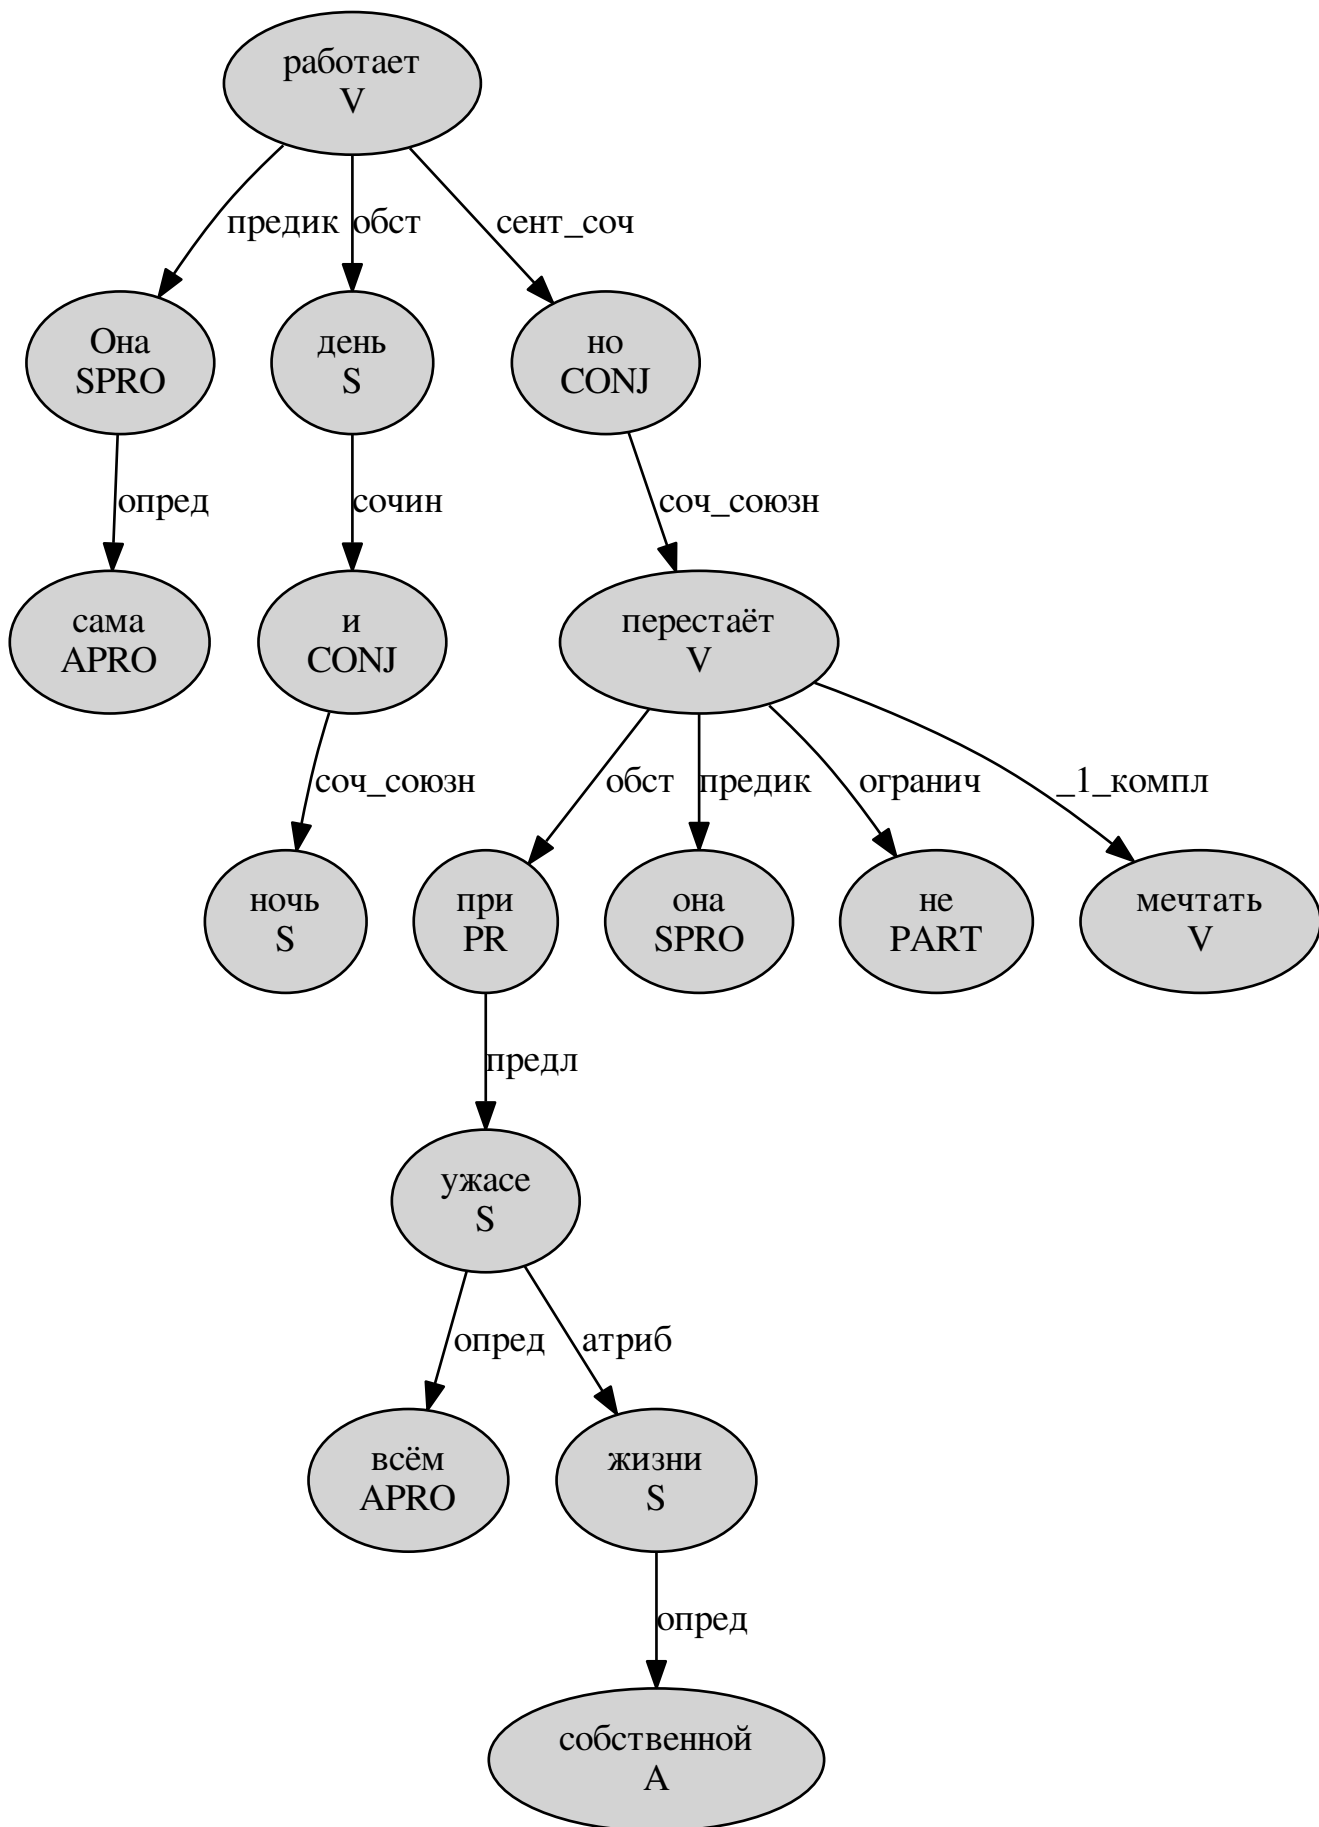 работает
V
предик
обст
сент_соч
Она
SPRO
день
S
но
CONJ
опред
сочин
соч_союзн
сама
APRO
и
CONJ
перестаёт
V
соч_союзн
обст
предик
огранич
_1_компл
ночь
S
при
PR
она
SPRO
не
PART
мечтать
V
предл
ужасе
S
опред
атриб
всём
APRO
жизни
S
опред
собственной
A